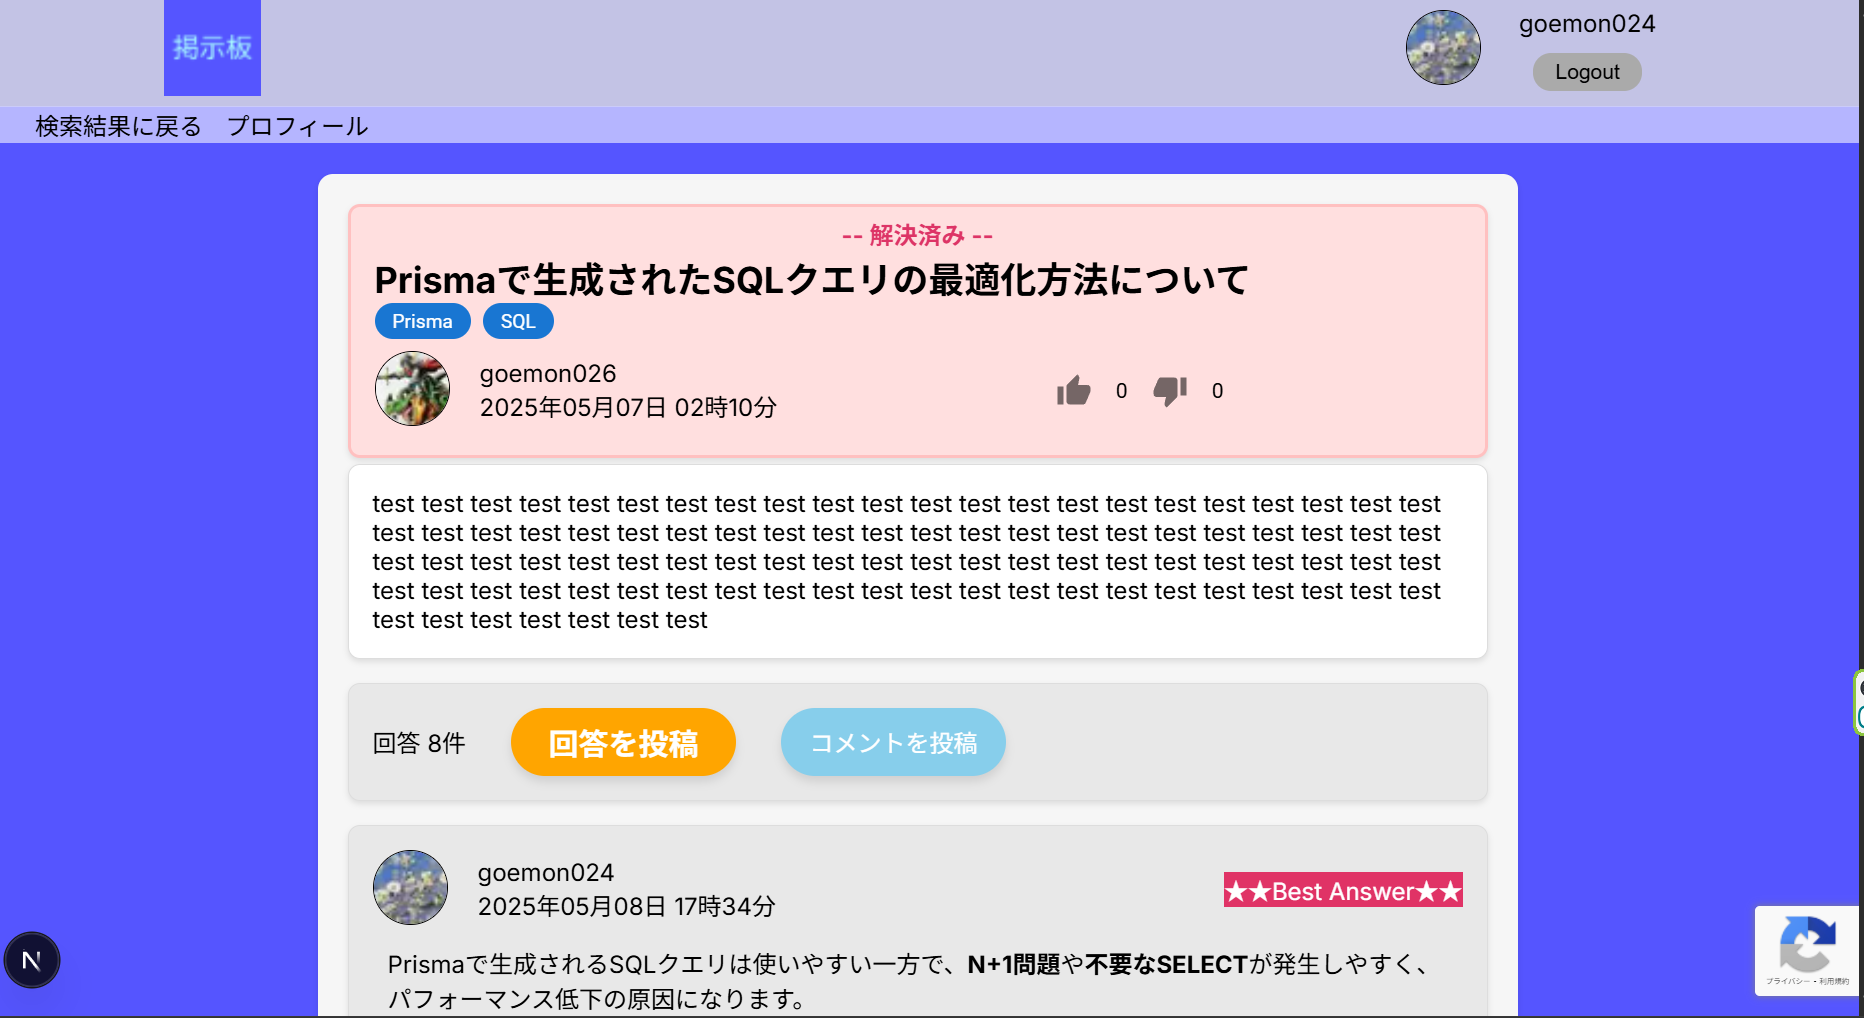 掲示板
goemon024
Logout
検索結果に戻る プロフィール
-- 解決済み --
Prismaで生成されたSQLクエリの最適化方法について
Prisma SQL
goemon026
2025年05月07日 02時10分
0 0
test test test test test test test test test test test test test test test test test test test test test test
test test test test test test test test test test test test test test test test test test test test test test
test test test test test test test test test test test test test test test test test test test test test test
test test test test test test test test test test test test test test test test test test test test test test
test test test test test test test
回答 8件 回答を投稿 コメントを投稿
goemon024
2025年05月08日 17時34分
★★Best Answer★★
Prismaで生成されるSQLクエリは使いやすい一方で、N+1問題や不要なSELECTが発生しやすく、
パフォーマンス低下の原因になります。
N
プライバシー・利用規約